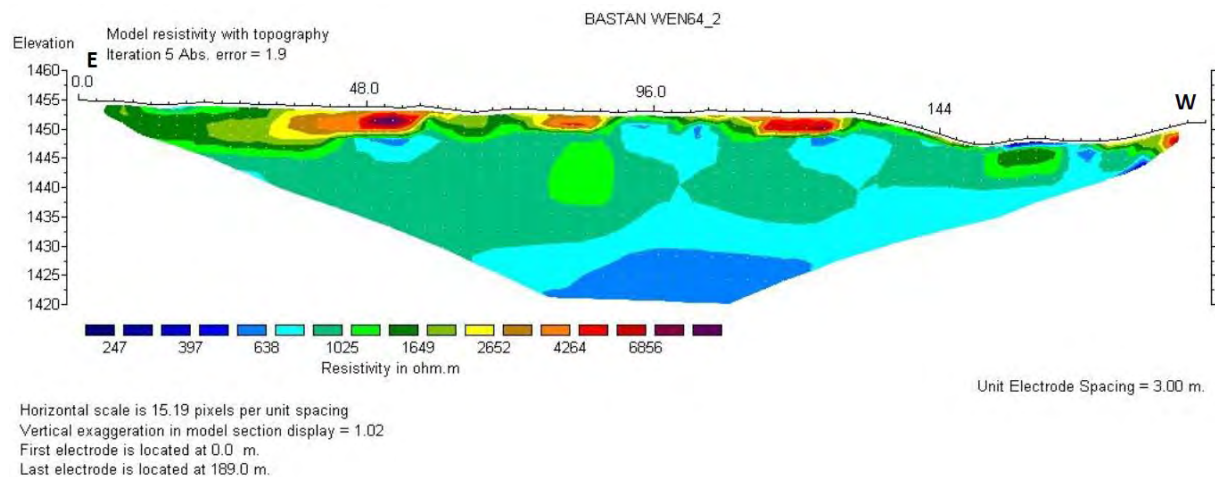 BASTAN WEN64_2
Model resistivity with topography
Elevation
Iteration 5 Abs. error = 1.9
E
1460
0.0
48.0
96.0
W
1455
144
1450
1445
1440
1435
1430
1425
1420
247 397 638 1025 1649 2652 4264 6856
Resistivity in ohm.m
Unit Electrode Spacing = 3.00 m.
Horizontal scale is 15.19 pixels per unit spacing
Vertical exaggeration in model section display = 1.02
First electrode is located at 0.0 m.
Last electrode is located at 189.0 m.